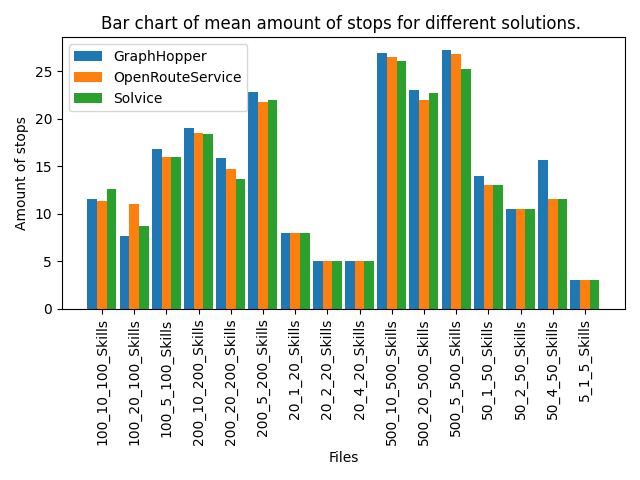 Bar chart of mean amount of stops for different solutions.
GraphHopper
OpenRouteService
Solvice
Amount of stops
25
20
15
10
5
0
100_10_100_Skills
100_20_100_Skills
100_5_100_Skills
200_10_200_Skills
200_20_200_Skills
200_5_200_Skills
20_1_20_Skills
20_2_20_Skills
20_4_20_Skills
500_10_500_Skills
500_20_500_Skills
500_5_500_Skills
50_1_50_Skills
50_2_50_Skills
50_4_50_Skills
5_1_5_Skills
Files